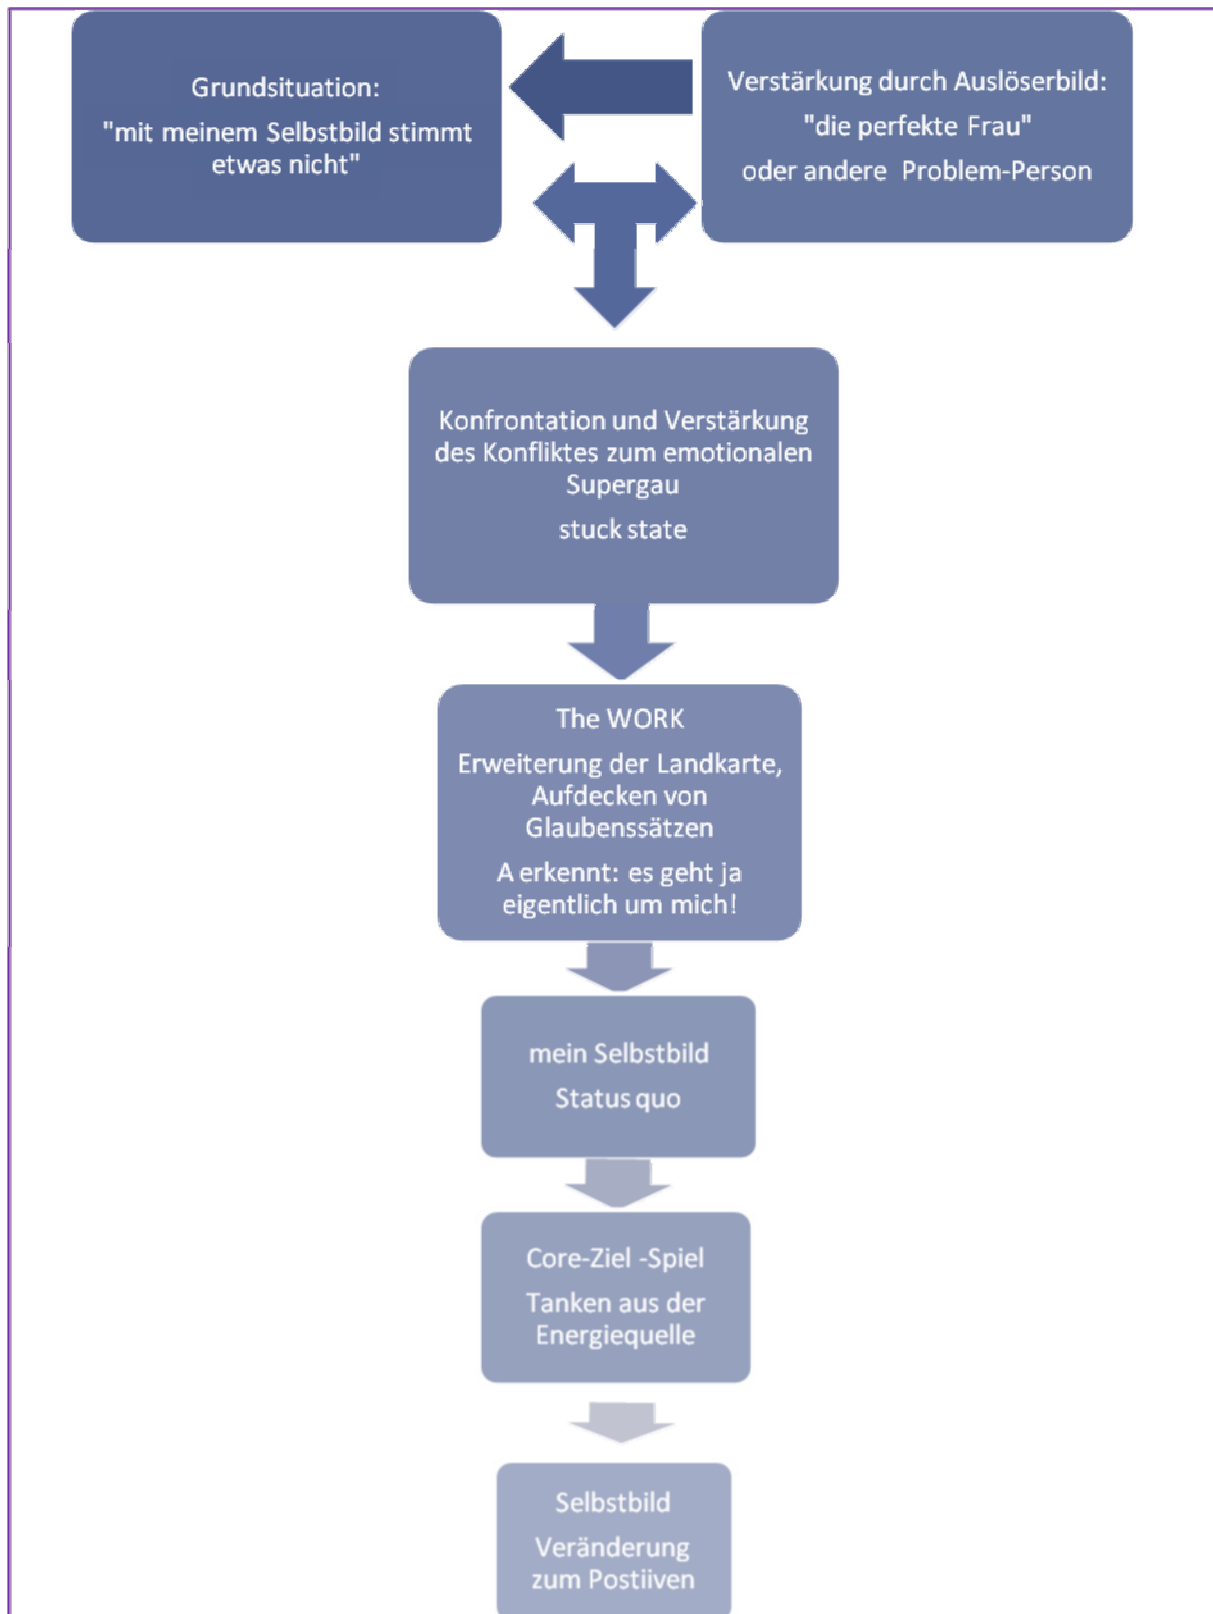 Grundsituation:
"mit meinem Selbstbild stimmt
etwas nicht"
Verstärkung durch Auslöserbild:
"die perfekte Frau"
oder andere Problem-Person
Konfrontation und Verstärkung
des Konfliktes zum emotionalen
Supergau
stuck state
The WORK
Erweiterung der Landkarte,
Aufdecken von
Glaubenssätzen
A erkennt: es geht ja
eigentlich um mich!
mein Selbstbild
Status quo
Core-Ziel -Spiel
Tanken aus der
Energiequelle
Selbstbild
Veränderung
zum Postiiven